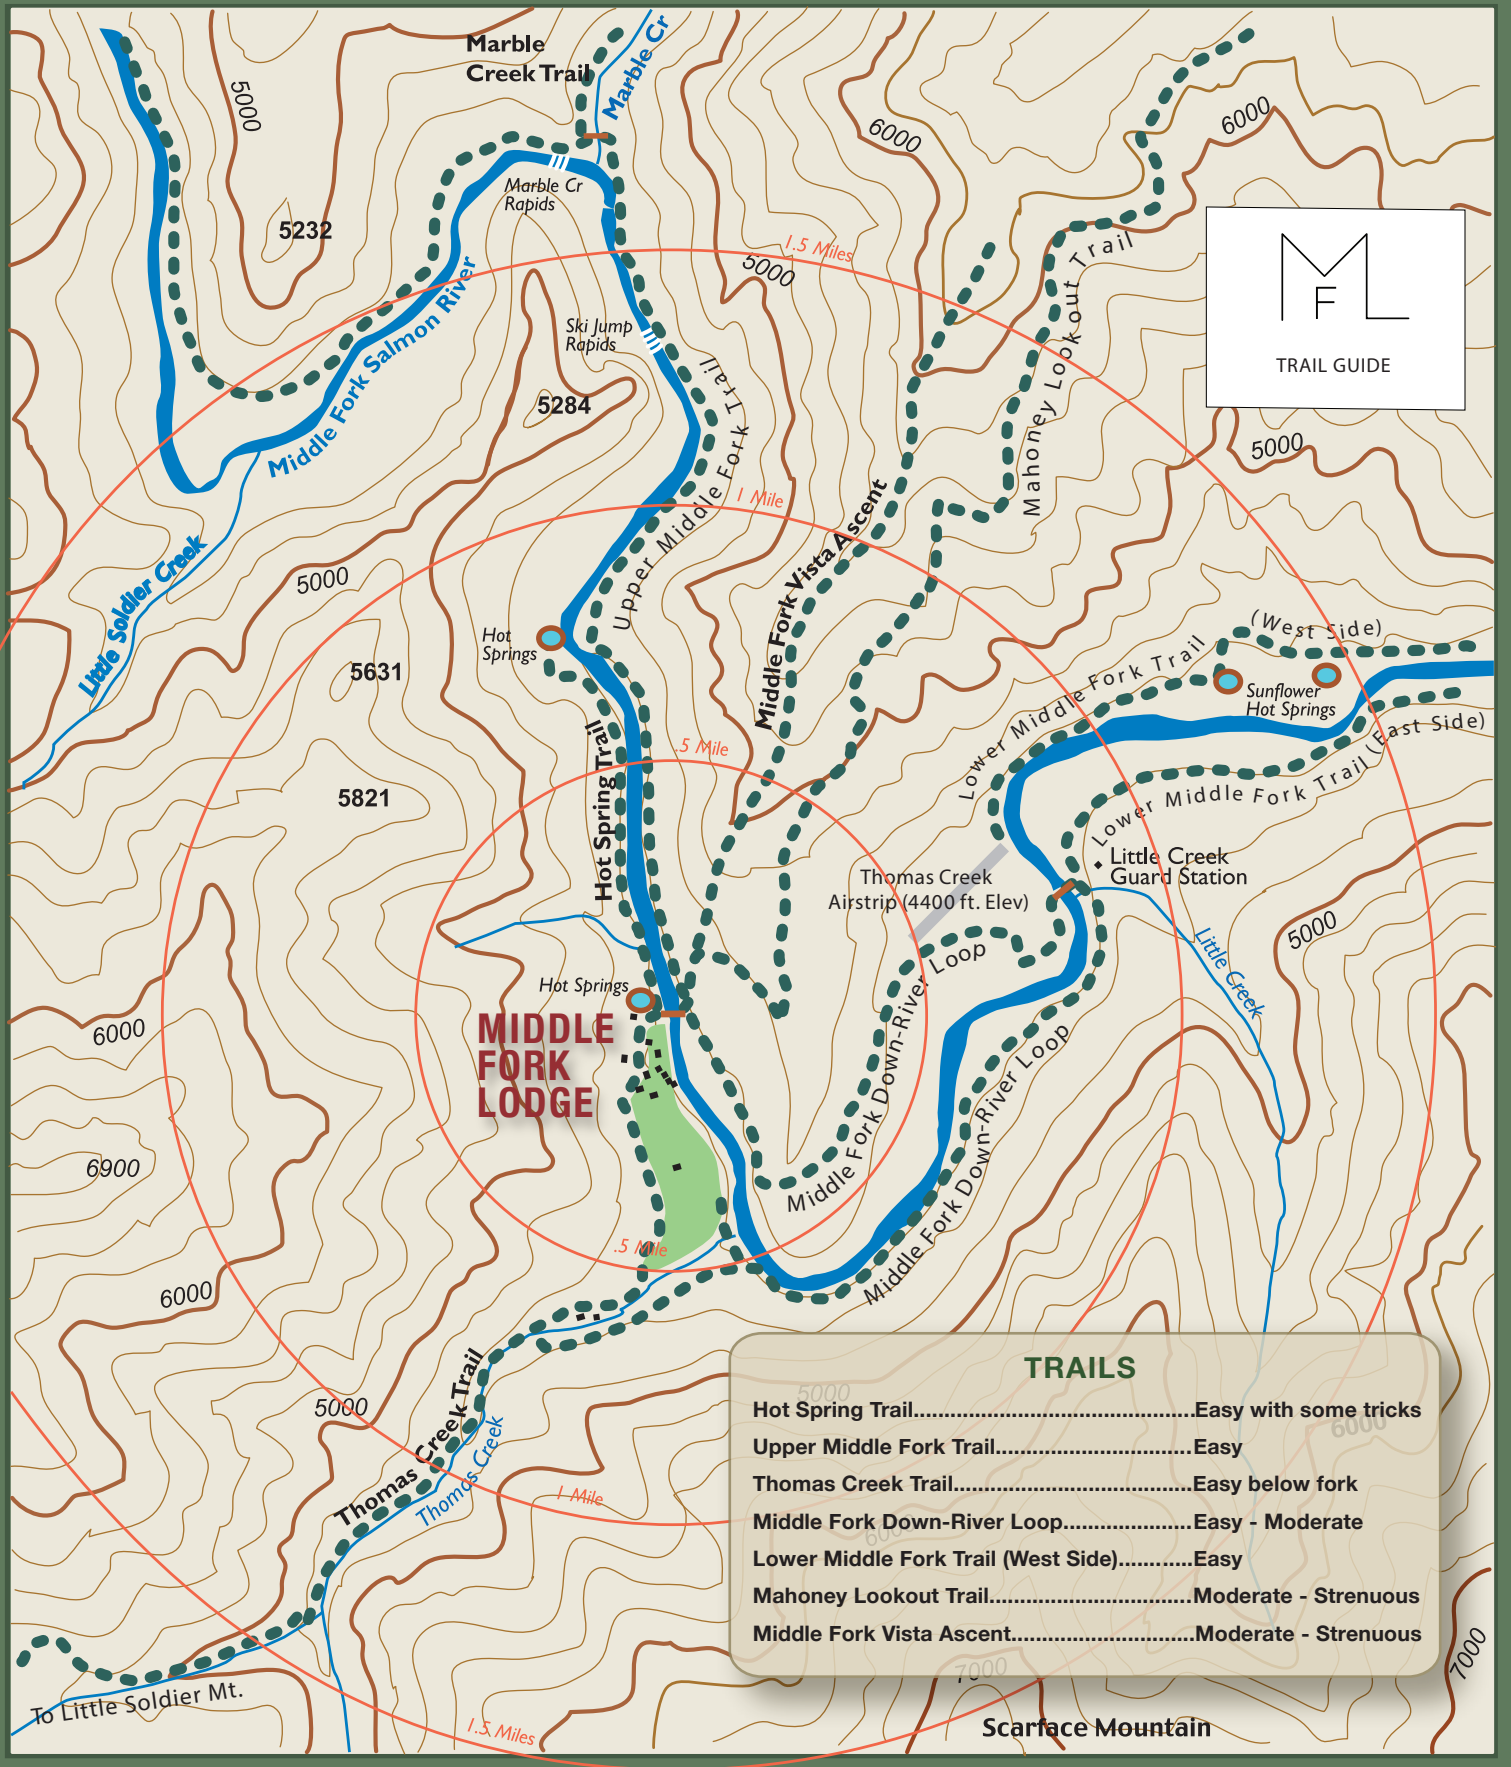 Marble
Creek Trail
Marble Cr
5000
6000
6000
Marble Cr
Rapids
5232
1.5 Miles
5000
Mahoney Lookout Trail
MFL
TRAIL GUIDE
Middle Fork Salmon River
Ski Jump
Rapids
5284
Upper Middle Fork Trail
5000
1 Mile
Middle Fork Vista Ascent
Little Soldier Creek
5000
Hot
Springs
5631
(West Side)
Lower Middle Fork Trail
Sunflower
Hot Springs
.5 Mile
Hot Spring Trail
5821
Lower Middle Fork Trail (East Side)
Little Creek
Guard Station
Thomas Creek
Airstrip (4400 ft. Elev)
Little Creek
5000
Hot Springs
MIDDLE
FORK
LODGE
6000
6900
Middle Fork Down-River Loop
Middle Fork Down-River Loop
.5 Mile
6000
5000
Thomas Creek Trail
Thomas Creek
1 Mile
TRAILS
5000
Hot Spring Trail.............................................Easy with some tricks
6000
Upper Middle Fork Trail................................Easy
Thomas Creek Trail......................................Easy below fork
Middle Fork Down-River Loop.....................Easy - Moderate
6000
Lower Middle Fork Trail (West Side)............Easy
Mahoney Lookout Trail.................................Moderate - Strenuous
Middle Fork Vista Ascent..............................Moderate - Strenuous
7000
7000
To Little Soldier Mt.
1.5 Miles
Scarface Mountain